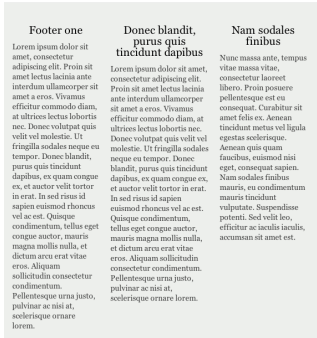 Footer one
Lorem ipsum dolor sit
amet, consectetur
adipiscing elit. Proin sit
amet lectus lacinia ante
interdum ullamcorper sit
amet a eros. Vivamus
efficitur commodo diam,
at ultrices lectus lobortis
nec. Donec volutpat quis
velit vel molestie. Ut
fringilla sodales neque eu
tempor. Donec blandit,
purus quis tincidunt
dapibus, ex quam congue
ex, et auctor velit tortor
in erat. In sed risus id
sapien euismod rhoncus
vel ac est. Quisque
condimentum, tellus eget
congue auctor, mauris
magna mollis nulla, et
dictum arcu erat vitae
eros. Aliquam
sollicitudin consectetur
condimentum.
Pellentesque urna justo,
pulvinar ac nisi at,
scelerisque ornare
lorem.
Donec blandit,
purus quis
tincidunt dapibus
Lorem ipsum dolor sit amet,
consectetur adipiscing elit.
Proin sit amet lectus lacinia
ante interdum ullamcorper
sit amet a eros. Vivamus
efficitur commodo diam, at
ultrices lectus lobortis nec.
Donec volutpat quis velit vel
molestie. Ut fringilla sodales
neque eu tempor. Donec
blandit, purus quis tincidunt
dapibus, ex quam congue ex,
et auctor velit tortor in erat.
In sed risus id sapien
euismod rhoncus vel ac est.
Quisque condimentum,
tellus eget congue auctor,
mauris magna mollis nulla,
et dictum arcu erat vitae
eros. Aliquam sollicitudin
consectetur condimentum.
Pellentesque urna justo,
pulvinar ac nisi at,
scelerisque ornare lorem.
Nam sodales
finibus
Nunc massa ante, tempus
vitae massa vitae,
consectetur laoreet
libero. Proin posuere
pellentesque est eu
consequat. Curabitur sit
amet felis ex. Aenean
tincidunt metus vel ligula
egestas scelerisque.
Aenean quis quam
faucibus, euismod nisi
eget, consequat sapien.
Nam sodales finibus
mauris, eu condimentum
mauris tincidunt
vulputate. Suspendisse
potenti. Sed velit leo,
efficitur ac iaculis iaculis,
accumsan sit amet est.